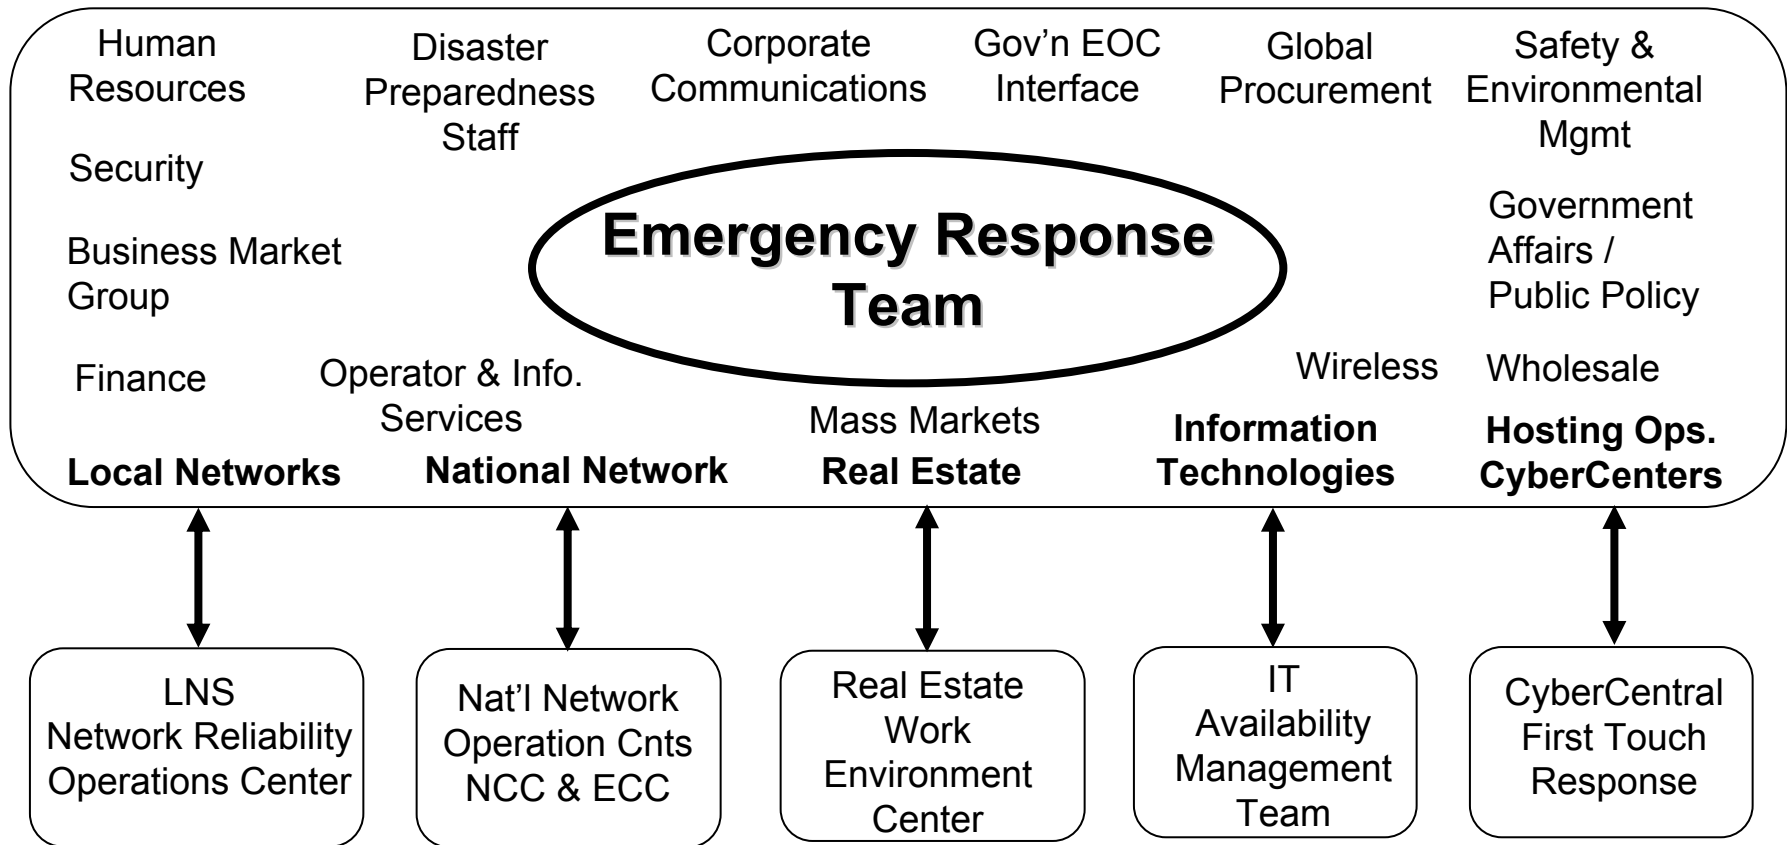 Human
Resources
Disaster
Preparedness
Staff
Corporate
Communications
Gov’n EOC
Interface
Global
Procurement
Safety &
Environmental
Mgmt
Security
Business Market
Group
Emergency Response
Team
Government
Affairs /
Public Policy
Finance
Operator & Info.
Services
Mass Markets
Wireless
Wholesale
Local Networks
National Network
Real Estate
Information
Technologies
Hosting Ops.
CyberCenters
LNS
Network Reliability
Operations Center
Nat’l Network
Operation Cnts
NCC & ECC
Real Estate
Work
Environment
Center
IT
Availability
Management
Team
CyberCentral
First Touch
Response